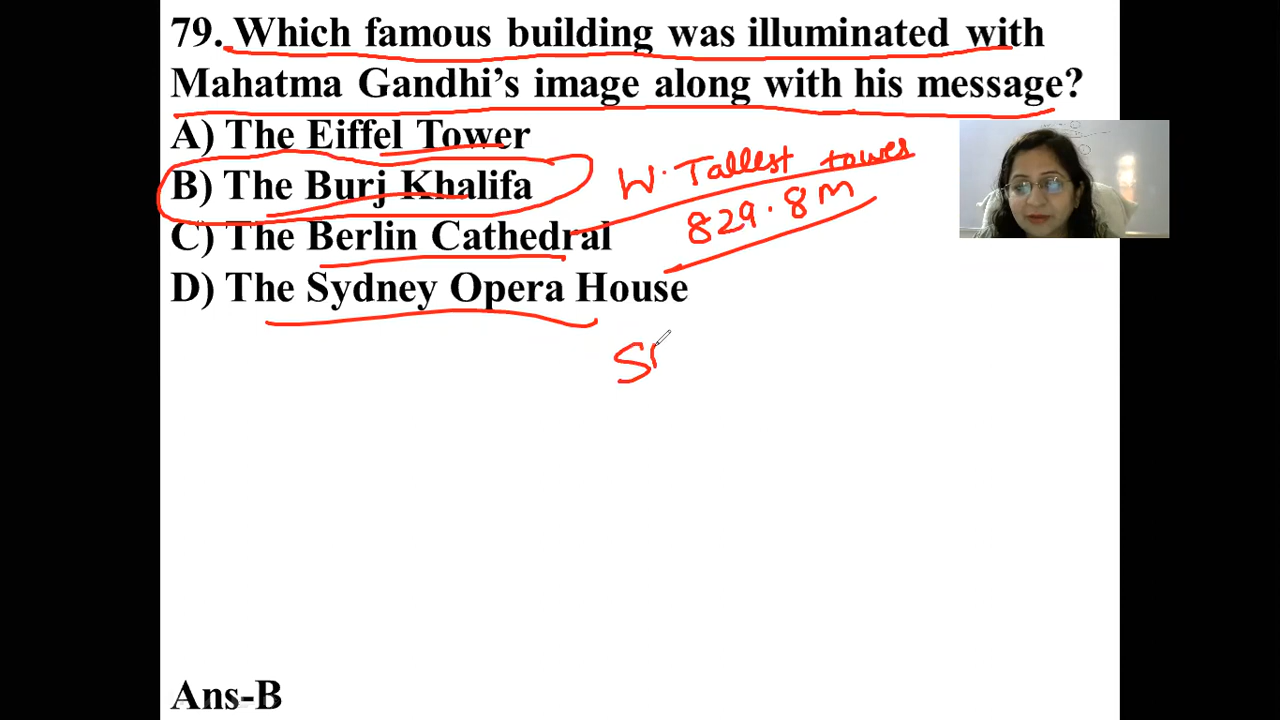 79. Which famous building was illuminated with
Mahatma Gandhi's image along with his message?
A) The Eiffel Tower
B) The Burj Khalifa
W. Tallest tower
829.8 M
C) The Berlin Cathedral
D) The Sydney Opera House
Ans-B